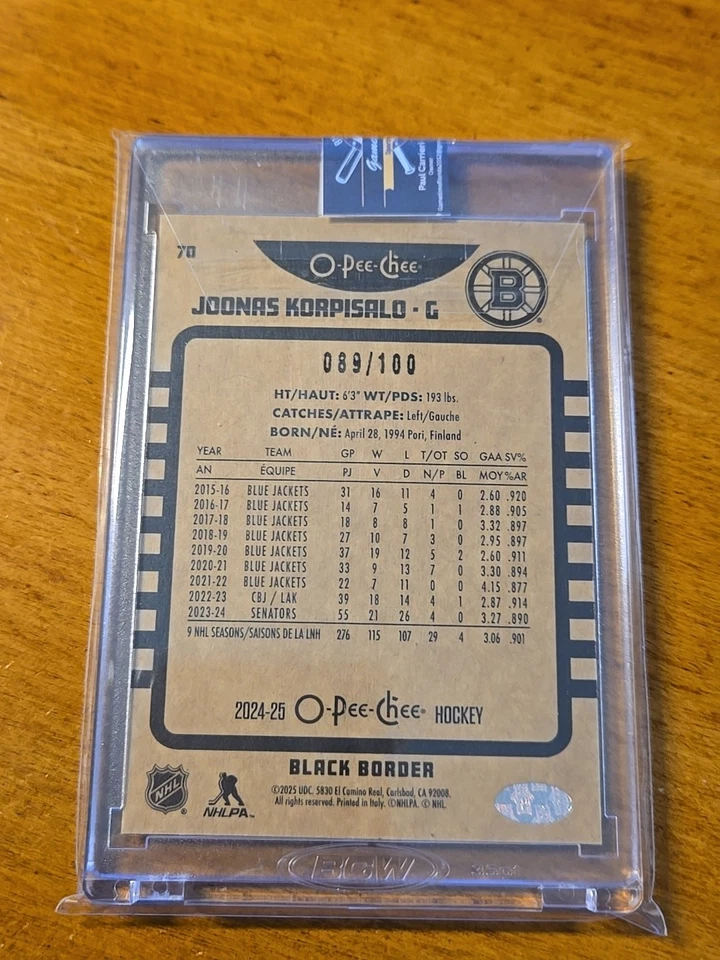 Game
Paul Carrieri
70
O-Pee-Chee
B
JOONAS KORPISALO · G
089/100
HT/HAUT: 6'3" WT/PDS: 193 lbs.
CATCHES/ATTRAPE: Left/Gauche
BORN/NÉ: April 28, 1994 Pori, Finland
YEAR TEAM GP W L T/OT SO GAA SV%
AN ÉQUIPE PJ V D N/P BL MOY %AR
2015-16 BLUE JACKETS 31 16 11 4 0 2.60 .920
2016-17 BLUE JACKETS 14 7 5 1 1 2.88 .905
2017-18 BLUE JACKETS 18 8 8 1 0 3.32 .897
2018-19 BLUE JACKETS 27 10 7 3 0 2.95 .897
2019-20 BLUE JACKETS 37 19 12 5 2 2.60 .911
2020-21 BLUE JACKETS 33 9 13 7 0 3.30 .894
2021-22 BLUE JACKETS 22 7 11 0 0 4.15 .877
2022-23 CBJ / LAK 39 18 14 4 1 2.87 .914
2023-24 SENATORS 55 21 26 4 0 3.27 .890
9 NHL SEASONS/SAISONS DE LA LNH 276 115 107 29 4 3.06 .901
2024-25 O-Pee-Chee® HOCKEY
BLACK BORDER
NHL ®
NHLPA™
©2025 UDC. 5830 El Camino Real, Carlsbad, CA 92008.
All rights reserved. Printed in Italy. ©NHLPA. © NHL.
BCW